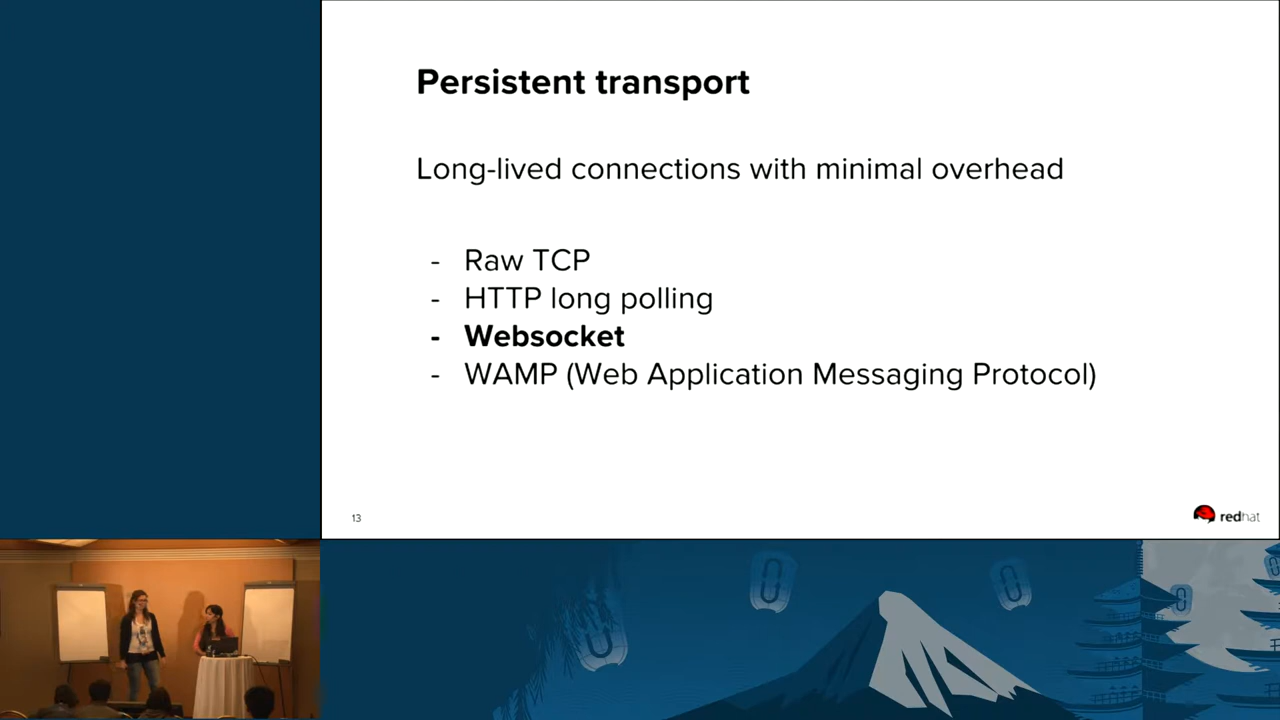 Persistent transport
Long-lived connections with minimal overhead
- Raw TCP
- HTTP long polling
- Websocket
- WAMP (Web Application Messaging Protocol)
13
redhat